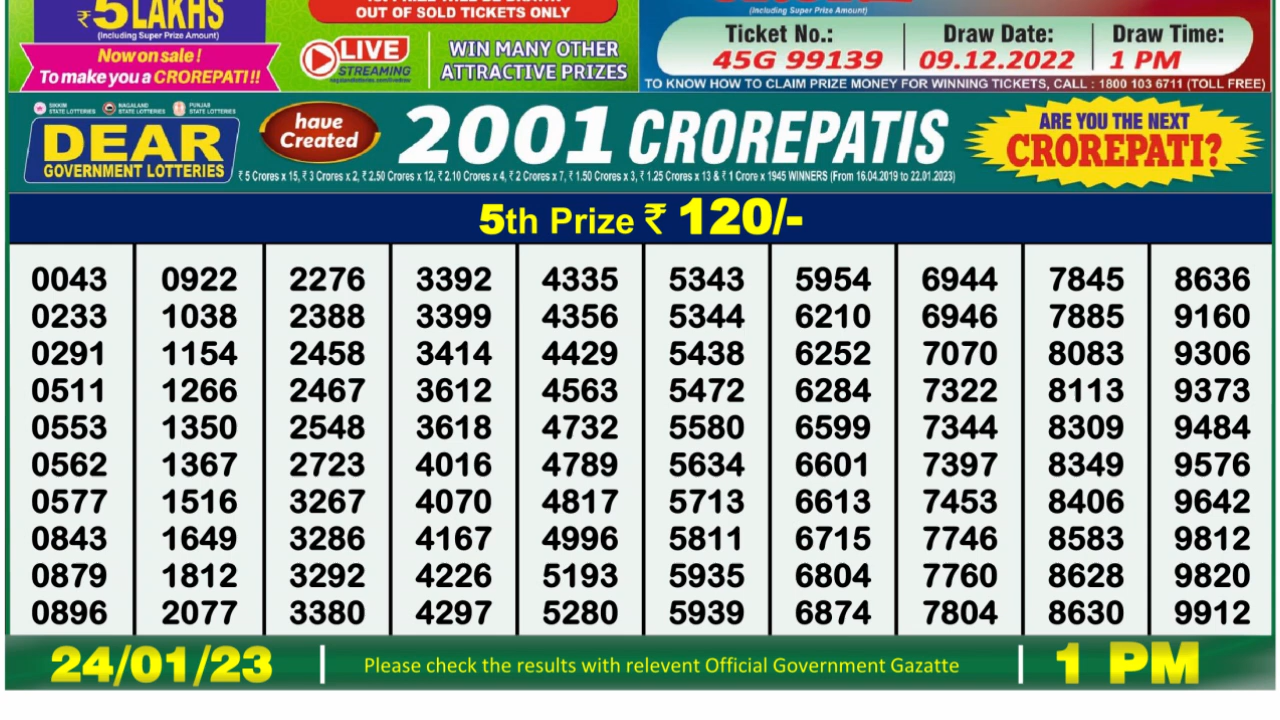 ₹5 LAKHS
(Including Super Prize Amount)
Now on sale !
To make you a CROREPATI !!
OUT OF SOLD TICKETS ONLY
LIVE
STREAMING
WIN MANY OTHER
ATTRACTIVE PRIZES
(Including Super Prize Amount)
Ticket No.: Draw Date: Draw Time:
45G 99139 09.12.2022 1 PM
TO KNOW HOW TO CLAIM PRIZE MONEY FOR WINNING TICKETS, CALL : 1800 103 6711 (TOLL FREE)
SIKKIM STATE LOTTERIES NAGALAND STATE LOTTERIES PUNJAB STATE LOTTERIES
DEAR
GOVERNMENT LOTTERIES
have
Created
2001 CROREPATIS
₹ 5 Crores x 15, ₹ 3 Crores x 2, ₹ 2.50 Crores x 12, ₹ 2.10 Crores x 4, ₹ 2 Crores x 7, ₹ 1.50 Crores x 3, ₹ 1.25 Crores x 13 & ₹ 1 Crore x 1945 WINNERS (From 16.04.2019 to 22.01.2023)
ARE YOU THE NEXT
CROREPATI?
5th Prize ₹ 120/-
0043 0922 2276 3392 4335 5343 5954 6944 7845 8636
0233 1038 2388 3399 4356 5344 6210 6946 7885 9160
0291 1154 2458 3414 4429 5438 6252 7070 8083 9306
0511 1266 2467 3612 4563 5472 6284 7322 8113 9373
0553 1350 2548 3618 4732 5580 6599 7344 8309 9484
0562 1367 2723 4016 4789 5634 6601 7397 8349 9576
0577 1516 3267 4070 4817 5713 6613 7453 8406 9642
0843 1649 3286 4167 4996 5811 6715 7746 8583 9812
0879 1812 3292 4226 5193 5935 6804 7760 8628 9820
0896 2077 3380 4297 5280 5939 6874 7804 8630 9912
24/01/23 Please check the results with relevent Official Government Gazatte 1 PM